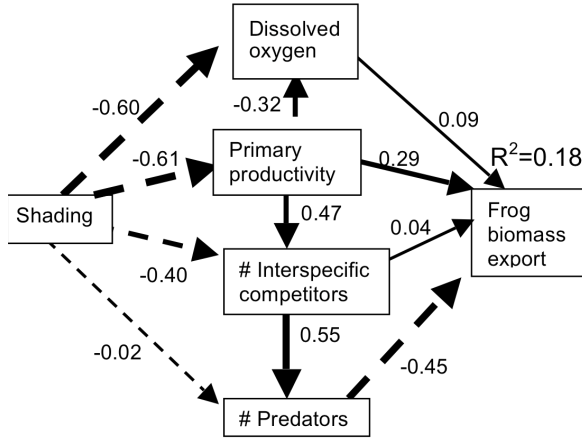 Dissolved
oxygen
-0.60
-0.32
0.09
R²=0.18
-0.61
Primary
productivity
0.29
Shading
0.47
0.04
Frog
biomass
export
-0.40
# Interspecific
competitors
-0.02
0.55
-0.45
# Predators